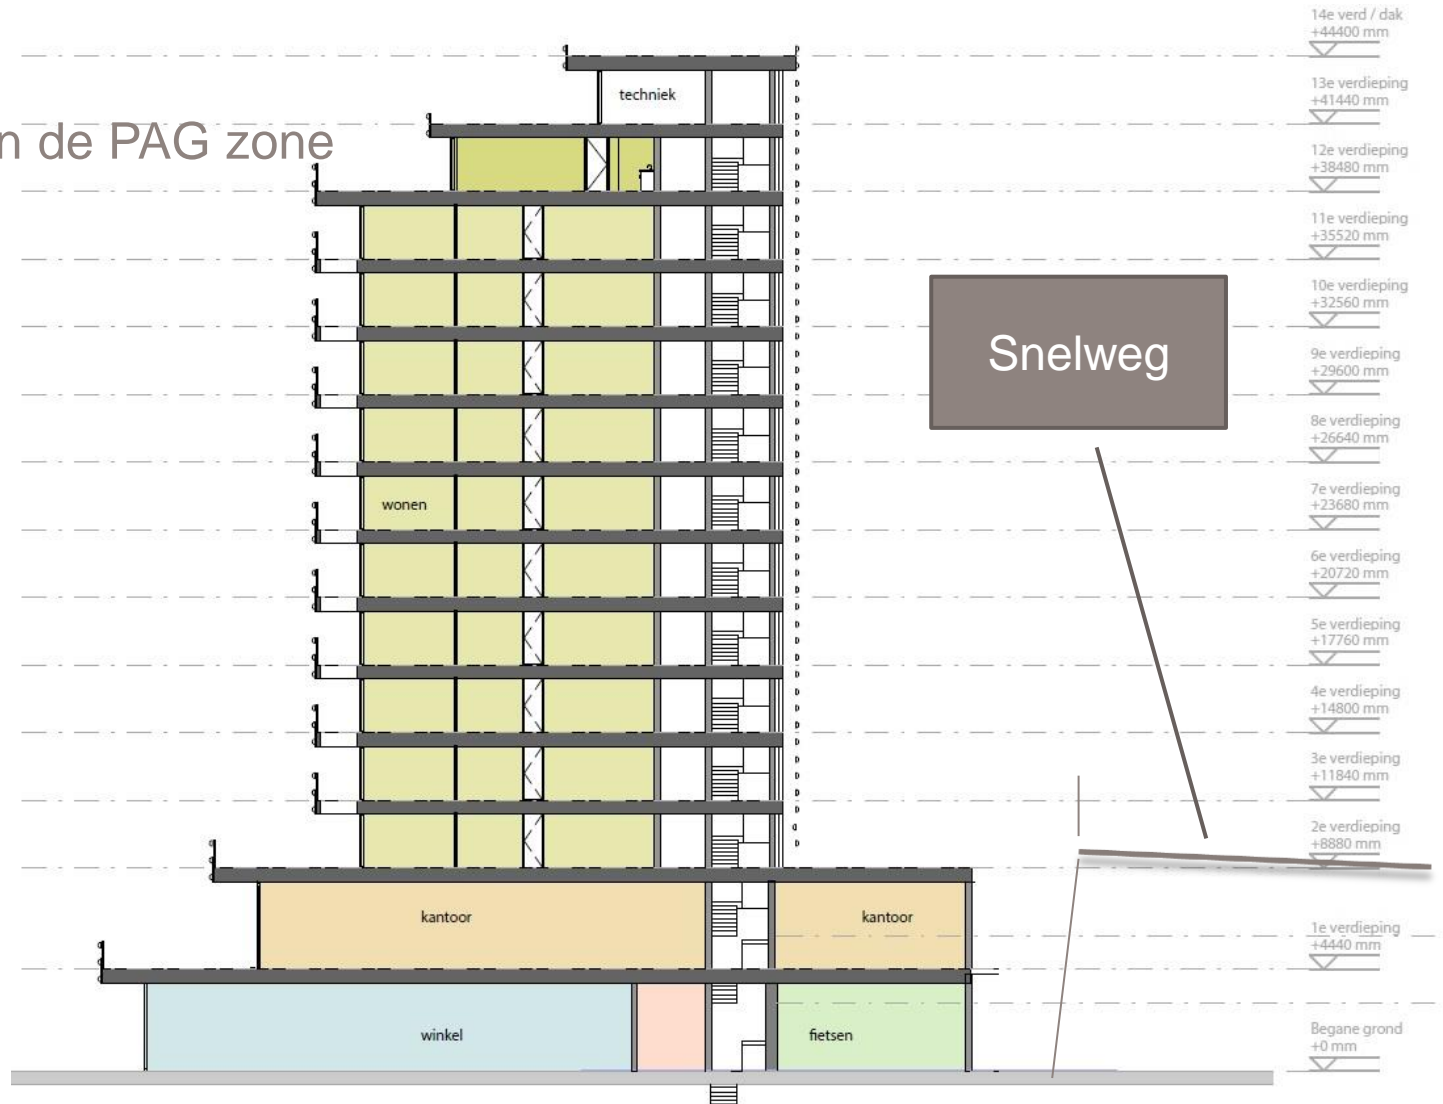 n de PAG zone
14e verd / dak
+44400 mm
techniek
13e verdieping
+41440 mm
12e verdieping
+38480 mm
11e verdieping
+35520 mm
10e verdieping
+32560 mm
Snelweg
9e verdieping
+29600 mm
8e verdieping
+26640 mm
wonen
7e verdieping
+23680 mm
6e verdieping
+20720 mm
5e verdieping
+17760 mm
4e verdieping
+14800 mm
3e verdieping
+11840 mm
2e verdieping
+8880 mm
kantoor
kantoor
1e verdieping
+4440 mm
winkel
fietsen
Begane grond
+0 mm